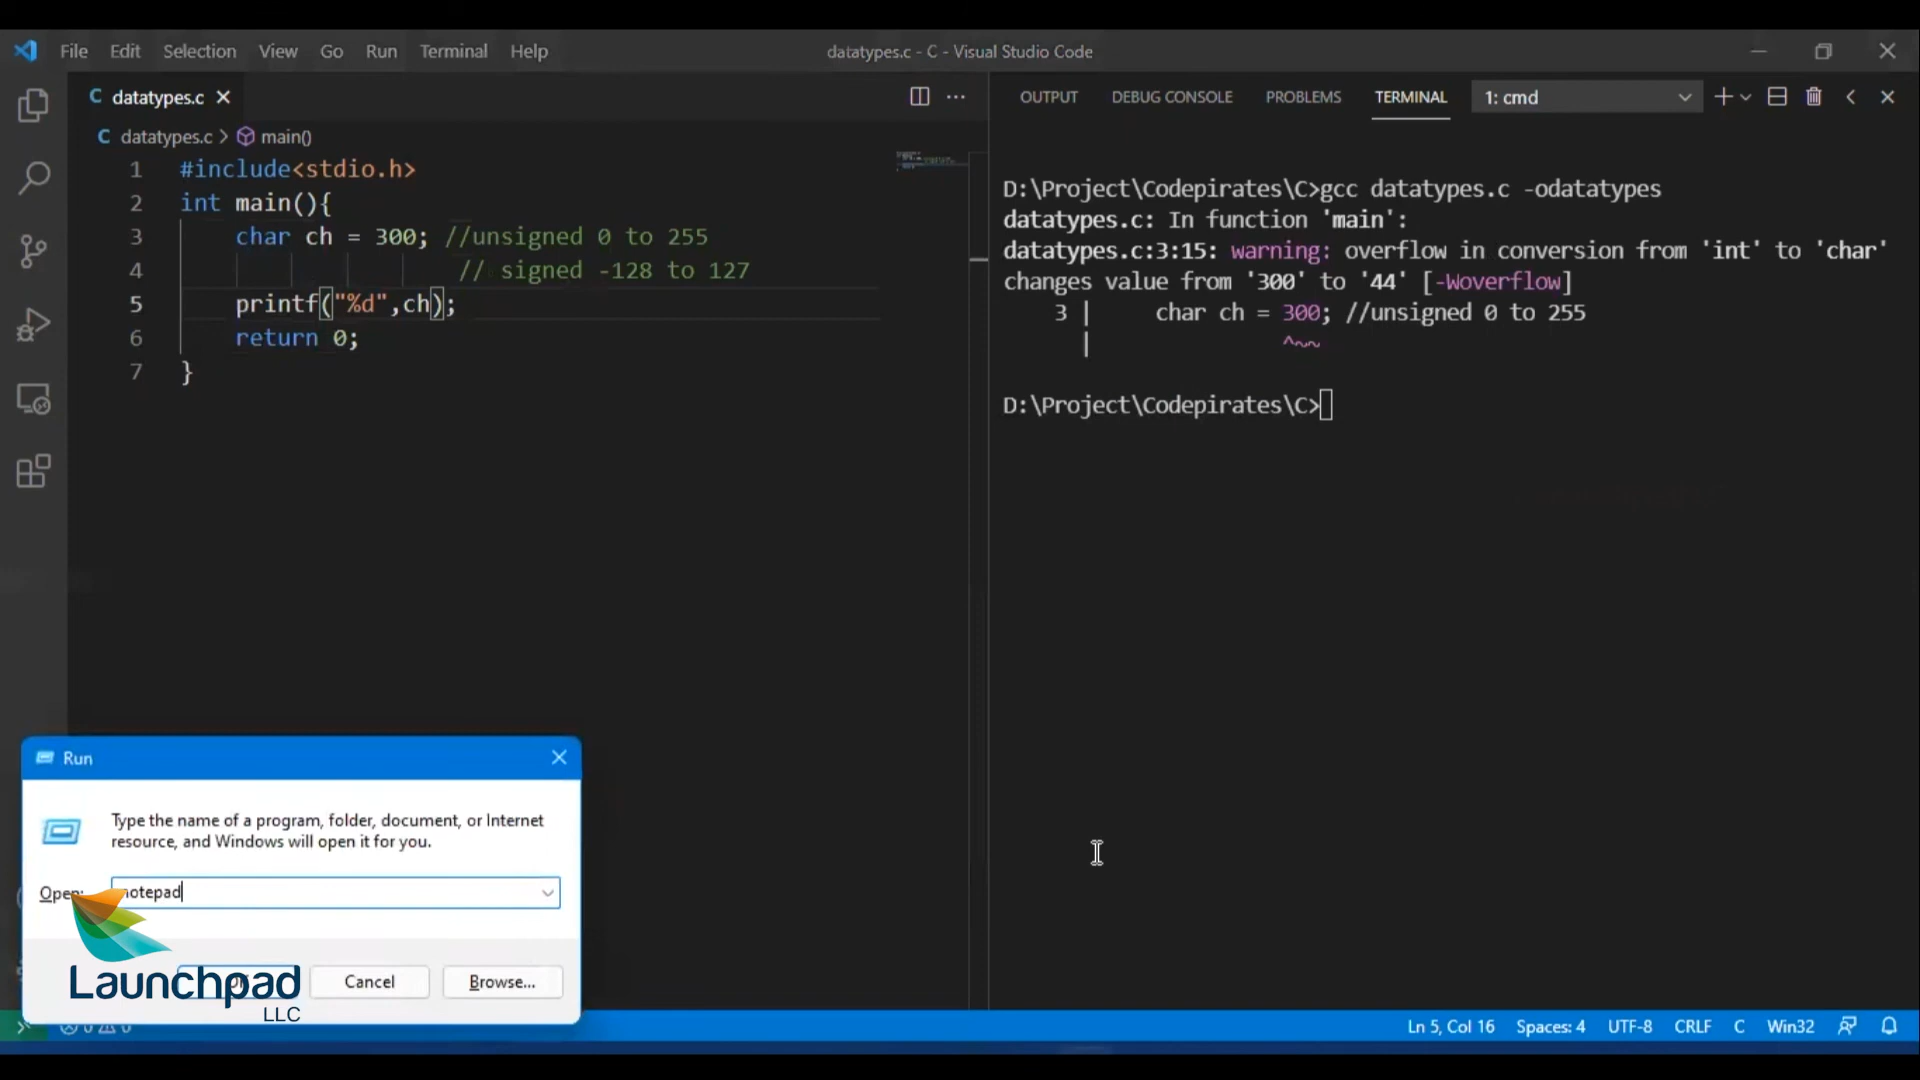 File Edit Selection View Go Run Terminal Help
datatypes.c - C - Visual Studio Code
C datatypes.c
C datatypes.c > main()
1 #include<stdio.h>
2 int main(){
3 char ch = 300; //unsigned 0 to 255
4 // signed -128 to 127
5 printf("%d",ch);
6 return 0;
7 }
OUTPUT DEBUG CONSOLE PROBLEMS TERMINAL 1: cmd
D:\Project\Codepirates\C>gcc datatypes.c -odatatypes
datatypes.c: In function 'main':
datatypes.c:3:15: warning: overflow in conversion from 'int' to 'char'
changes value from '300' to '44' [-Woverflow]
3 | char ch = 300; //unsigned 0 to 255
| ^~~
D:\Project\Codepirates\C>
Run
Type the name of a program, folder, document, or Internet
resource, and Windows will open it for you.
Open: notepad
Cancel Browse...
Launchpad
LLC
Ln 5, Col 16 Spaces: 4 UTF-8 CRLF C Win32